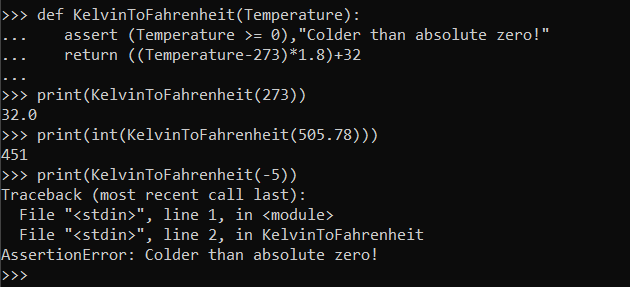 >>> def KelvinToFahrenheit(Temperature):
...    assert (Temperature >= 0),"Colder than absolute zero!"
...    return ((Temperature-273)*1.8)+32
...
>>> print(KelvinToFahrenheit(273))
32.0
>>> print(int(KelvinToFahrenheit(505.78)))
451
>>> print(KelvinToFahrenheit(-5))
Traceback (most recent call last):
  File "<stdin>", line 1, in <module>
  File "<stdin>", line 2, in KelvinToFahrenheit
AssertionError: Colder than absolute zero!
>>>